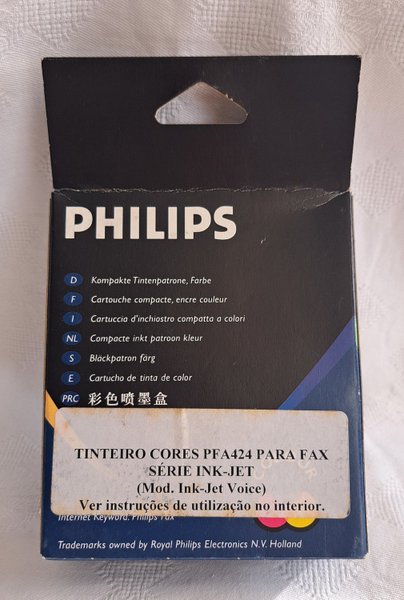 PHILIPS
D Kompakte Tintenpatrone, Farbe
F Cartouche compacte, encre couleur
I Cartuccia d'inchiostro compatta a colori
NL Compacte inkt patroon kleur
S Bläckpatron färg
E Cartucho de tinta de color
PRC 彩色喷墨盒
TINTEIRO CORES PFA424 PARA FAX
SÉRIE INK-JET
(Mod. Ink-Jet Voice)
Ver instruções de utilização no interior.
Internet Keyword: Philips Fax
Trademarks owned by Royal Philips Electronics N.V. Holland